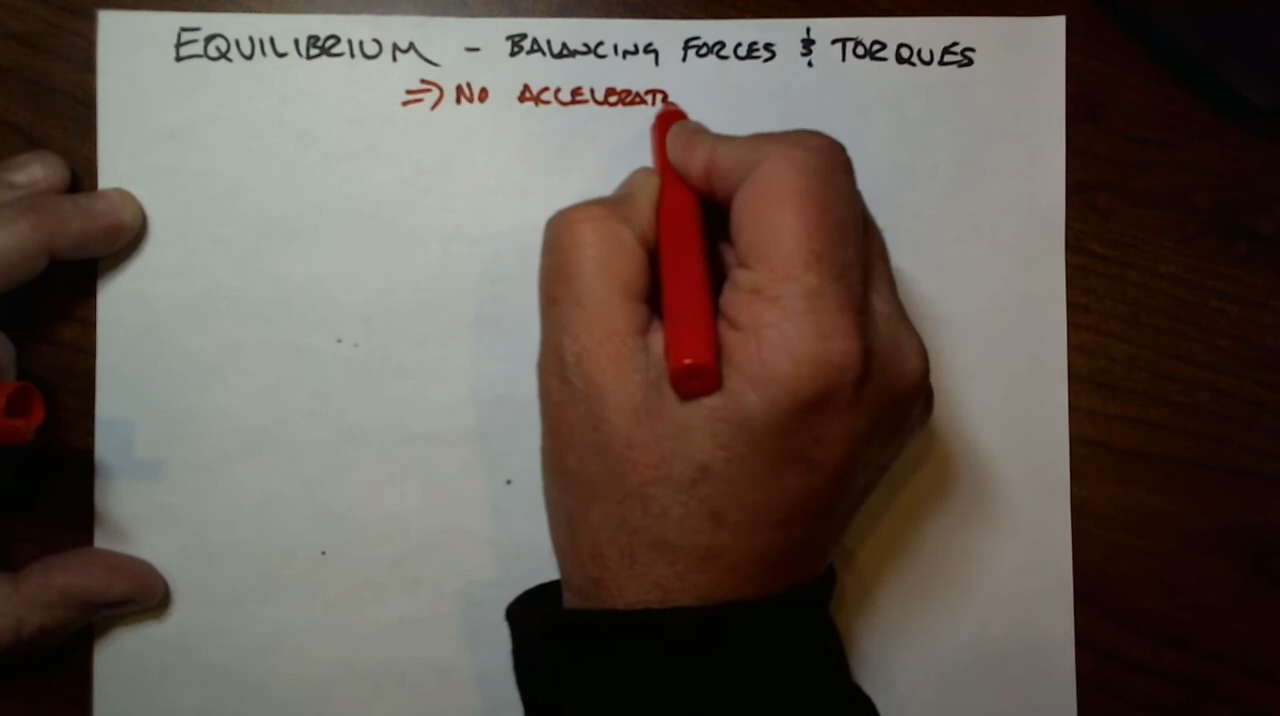 EQUILIBRIUM - BALANCING FORCES & TORQUES
⇒ NO ACCELERAT